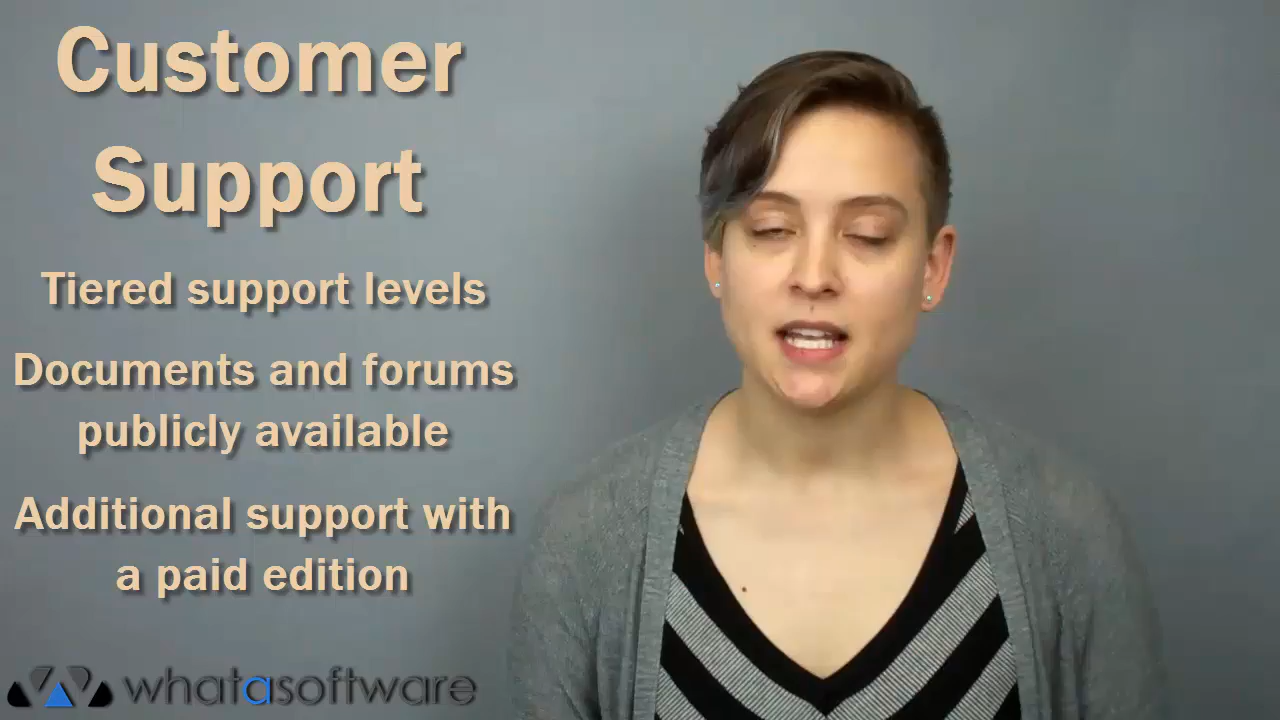 Customer
Support
Tiered support levels
Documents and forums
publicly available
Additional support with
a paid edition
whatasoftware